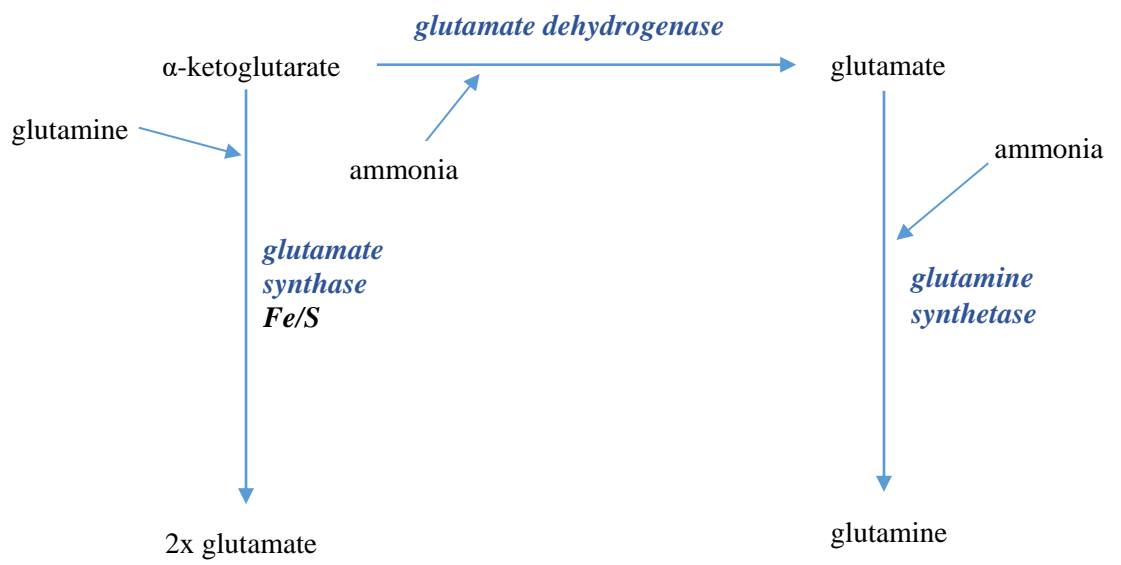 glutamate dehydrogenase
α-ketoglutarate
glutamate
glutamine
ammonia
ammonia
glutamate
synthase
Fe/S
glutamine
synthetase
2x glutamate
glutamine